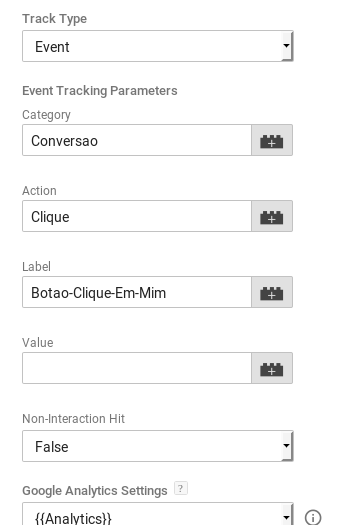 Track Type
Event
Event Tracking Parameters
Category
Conversao
Action
Clique
Label
Botao-Clique-Em-Mim
Value
Non-Interaction Hit
False
Google Analytics Settings ?
{{Analytics}}